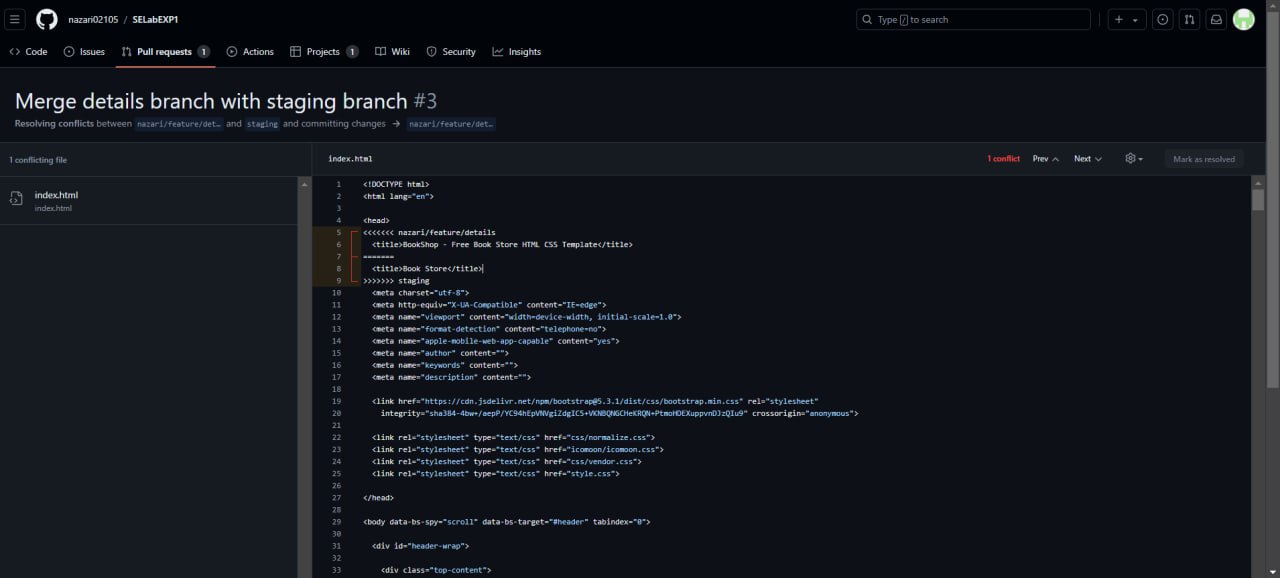 nazari02105 / SELabEXP1
Type / to search
Code Issues Pull requests 1 Actions Projects 1 Wiki Security Insights
Merge details branch with staging branch #3
Resolving conflicts between nazari/feature/det… and staging and committing changes → nazari/feature/det…
1 conflicting file
index.html
index.html
index.html
1 conflict Prev Next Mark as resolved
1 <!DOCTYPE html>
2 <html lang="en">
3
4 <head>
5 <<<<<<< nazari/feature/details
6 <title>BookShop - Free Book Store HTML CSS Template</title>
7 =======
8 <title>Book Store</title>
9 >>>>>>> staging
10 <meta charset="utf-8">
11 <meta http-equiv="X-UA-Compatible" content="IE=edge">
12 <meta name="viewport" content="width=device-width, initial-scale=1.0">
13 <meta name="format-detection" content="telephone=no">
14 <meta name="apple-mobile-web-app-capable" content="yes">
15 <meta name="author" content="">
16 <meta name="keywords" content="">
17 <meta name="description" content="">
18
19 <link href="https://cdn.jsdelivr.net/npm/bootstrap@5.3.1/dist/css/bootstrap.min.css" rel="stylesheet"
20 integrity="sha384-4bw+/aepP/YC94hEpVNVgiZdgIC5+VKNBQNGCHeKRQN+PtmoHDEXuppvnDJzQIu9" crossorigin="anonymous">
21
22 <link rel="stylesheet" type="text/css" href="css/normalize.css">
23 <link rel="stylesheet" type="text/css" href="icomoon/icomoon.css">
24 <link rel="stylesheet" type="text/css" href="css/vendor.css">
25 <link rel="stylesheet" type="text/css" href="style.css">
26
27 </head>
28
29 <body data-bs-spy="scroll" data-bs-target="#header" tabindex="0">
30
31 <div id="header-wrap">
32
33 <div class="top-content">